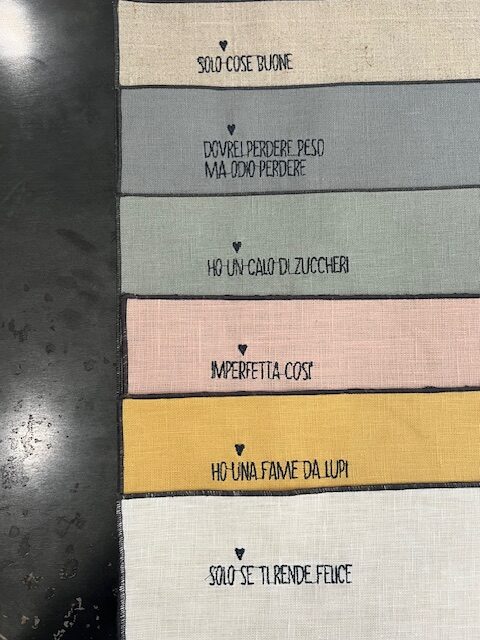 SOLO COSE BUONE
DOVREI PERDERE PESO
MA ODIO PERDERE
HO UN CALO DI ZUCCHERI
IMPERFETTA COSI'
HO UNA FAME DA LUPI
SOLO SE TI RENDE FELICE